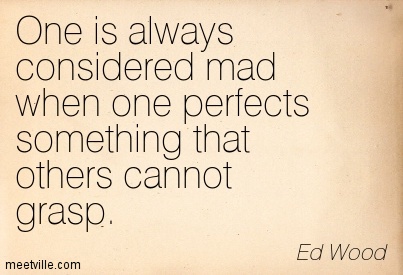 One is always
considered mad
when one perfects
something that
others cannot
grasp.
Ed Wood
meetville.com